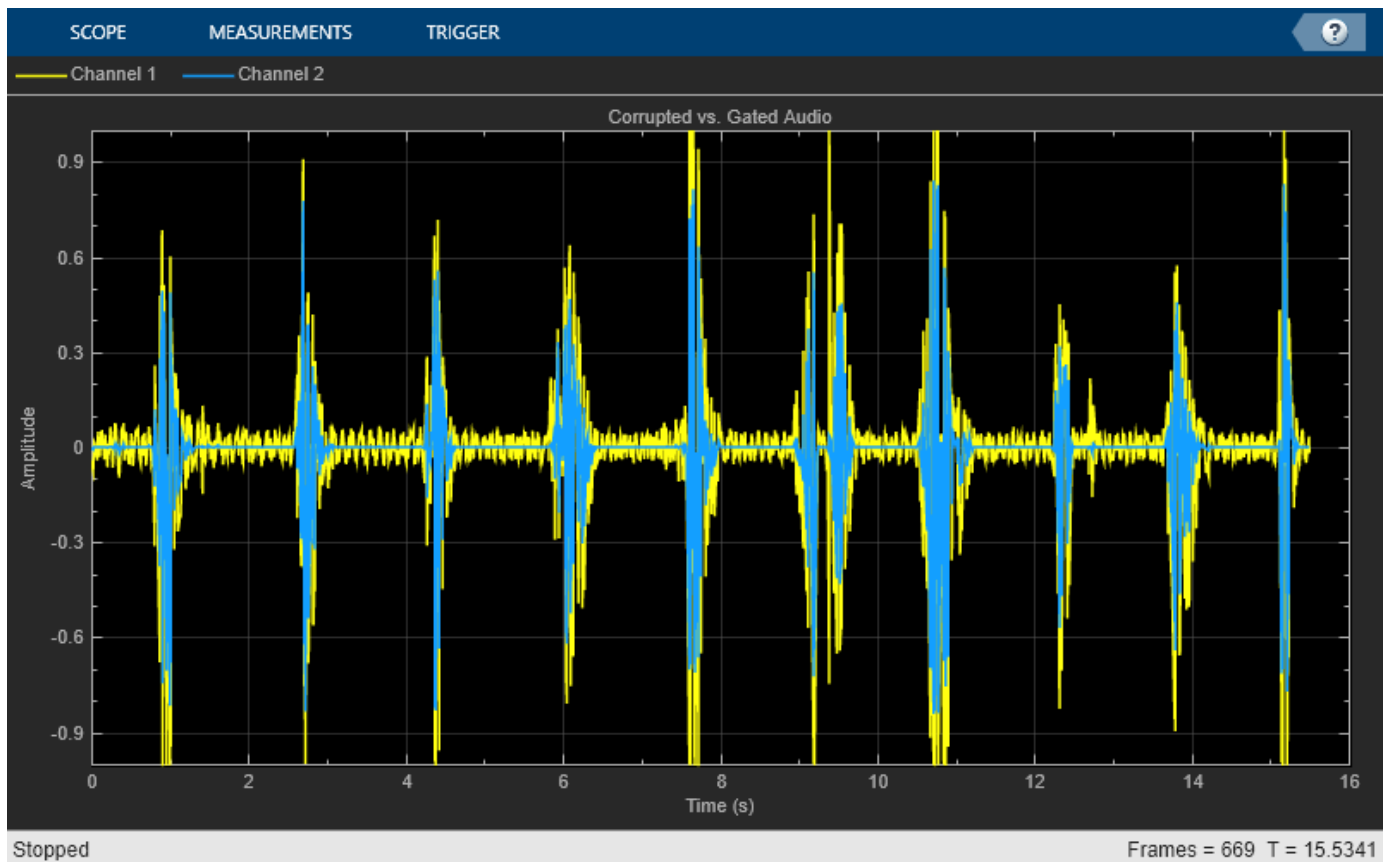 SCOPE MEASUREMENTS TRIGGER ?
Channel 1 Channel 2
Corrupted vs. Gated Audio
0.9
0.6
0.3
0
-0.3
-0.6
-0.9
Amplitude
0 2 4 6 8 10 12 14 16
Time (s)
Stopped Frames = 669 T = 15.5341